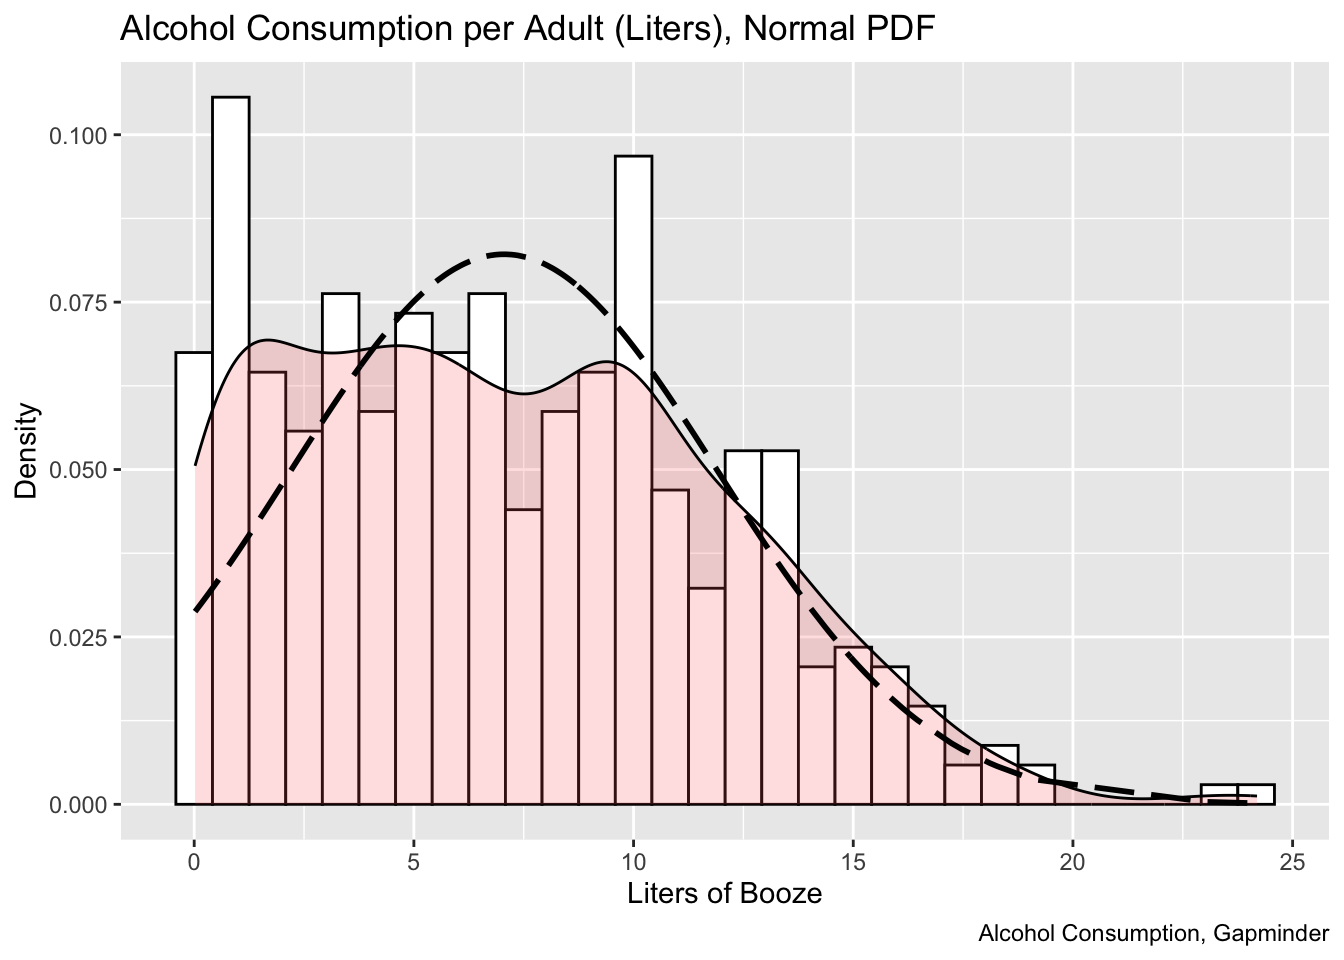 Alcohol Consumption per Adult (Liters), Normal PDF
0.100
0.075
0.050
0.025
0.000
Density
0 5 10 15 20 25
Liters of Booze
Alcohol Consumption, Gapminder